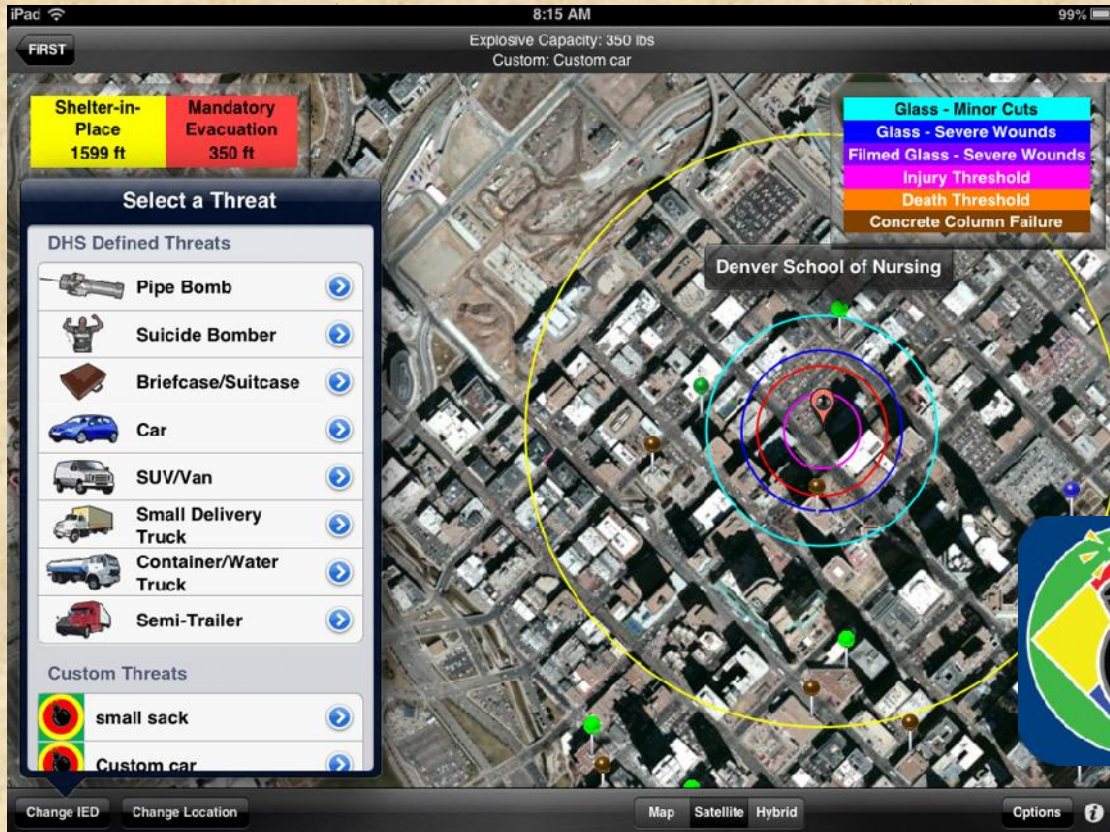 iPad
8:15 AM
99%
FiRST
Explosive Capacity: 350 lbs
Custom: Custom car
Shelter-in-
Place
1599 ft
Mandatory
Evacuation
350 ft
Glass - Minor Cuts
Glass - Severe Wounds
Filmed Glass - Severe Wounds
Injury Threshold
Death Threshold
Concrete Column Failure
Select a Threat
DHS Defined Threats
Pipe Bomb
Suicide Bomber
Briefcase/Suitcase
Car
SUV/Van
Small Delivery
Truck
Container/Water
Truck
Semi-Trailer
Custom Threats
small sack
Custom car
Denver School of Nursing
Change IED
Change Location
Map
Satellite
Hybrid
Options
i